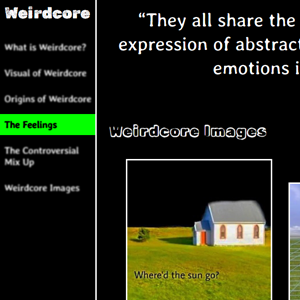 Weirdcore
What is Weirdcore?
Visual of Weirdcore
Origins of Weirdcore
The Feelings
The Controversial
Mix Up
Weirdcore Images
“They all share the
expression of abstract
emotions i
Weirdcore Images
Where'd the sun go?